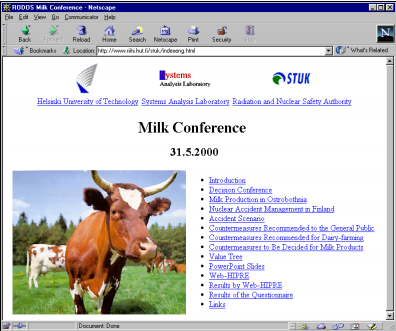 RODOS Milk Conference - Netscape
File Edit View Go Communicator Help
Back Reload Home Search Netscape Print Security
Bookmarks Location: http://www.riihi.hut.fi/stuk/indexeng.html What's Related
Systems
Analysis Laboratory
STUK
Helsinki University of Technology Systems Analysis Laboratory Radiation and Nuclear Safety Authority
Milk Conference
31.5.2000
Introduction
Decision Conference
Milk Production in Ostrobothnia
Nuclear Accident Management in Finland
Accident Scenario
Countermeasures Recommended to the General Public
Countermeasures Recommended for Dairy-farming
Countermeasures to Be Decided for Milk Products
Value Tree
PowerPoint Slides
Web-HIPRE
Results by Web-HIPRE
Results of the Questionnaire
Links
Document: Done